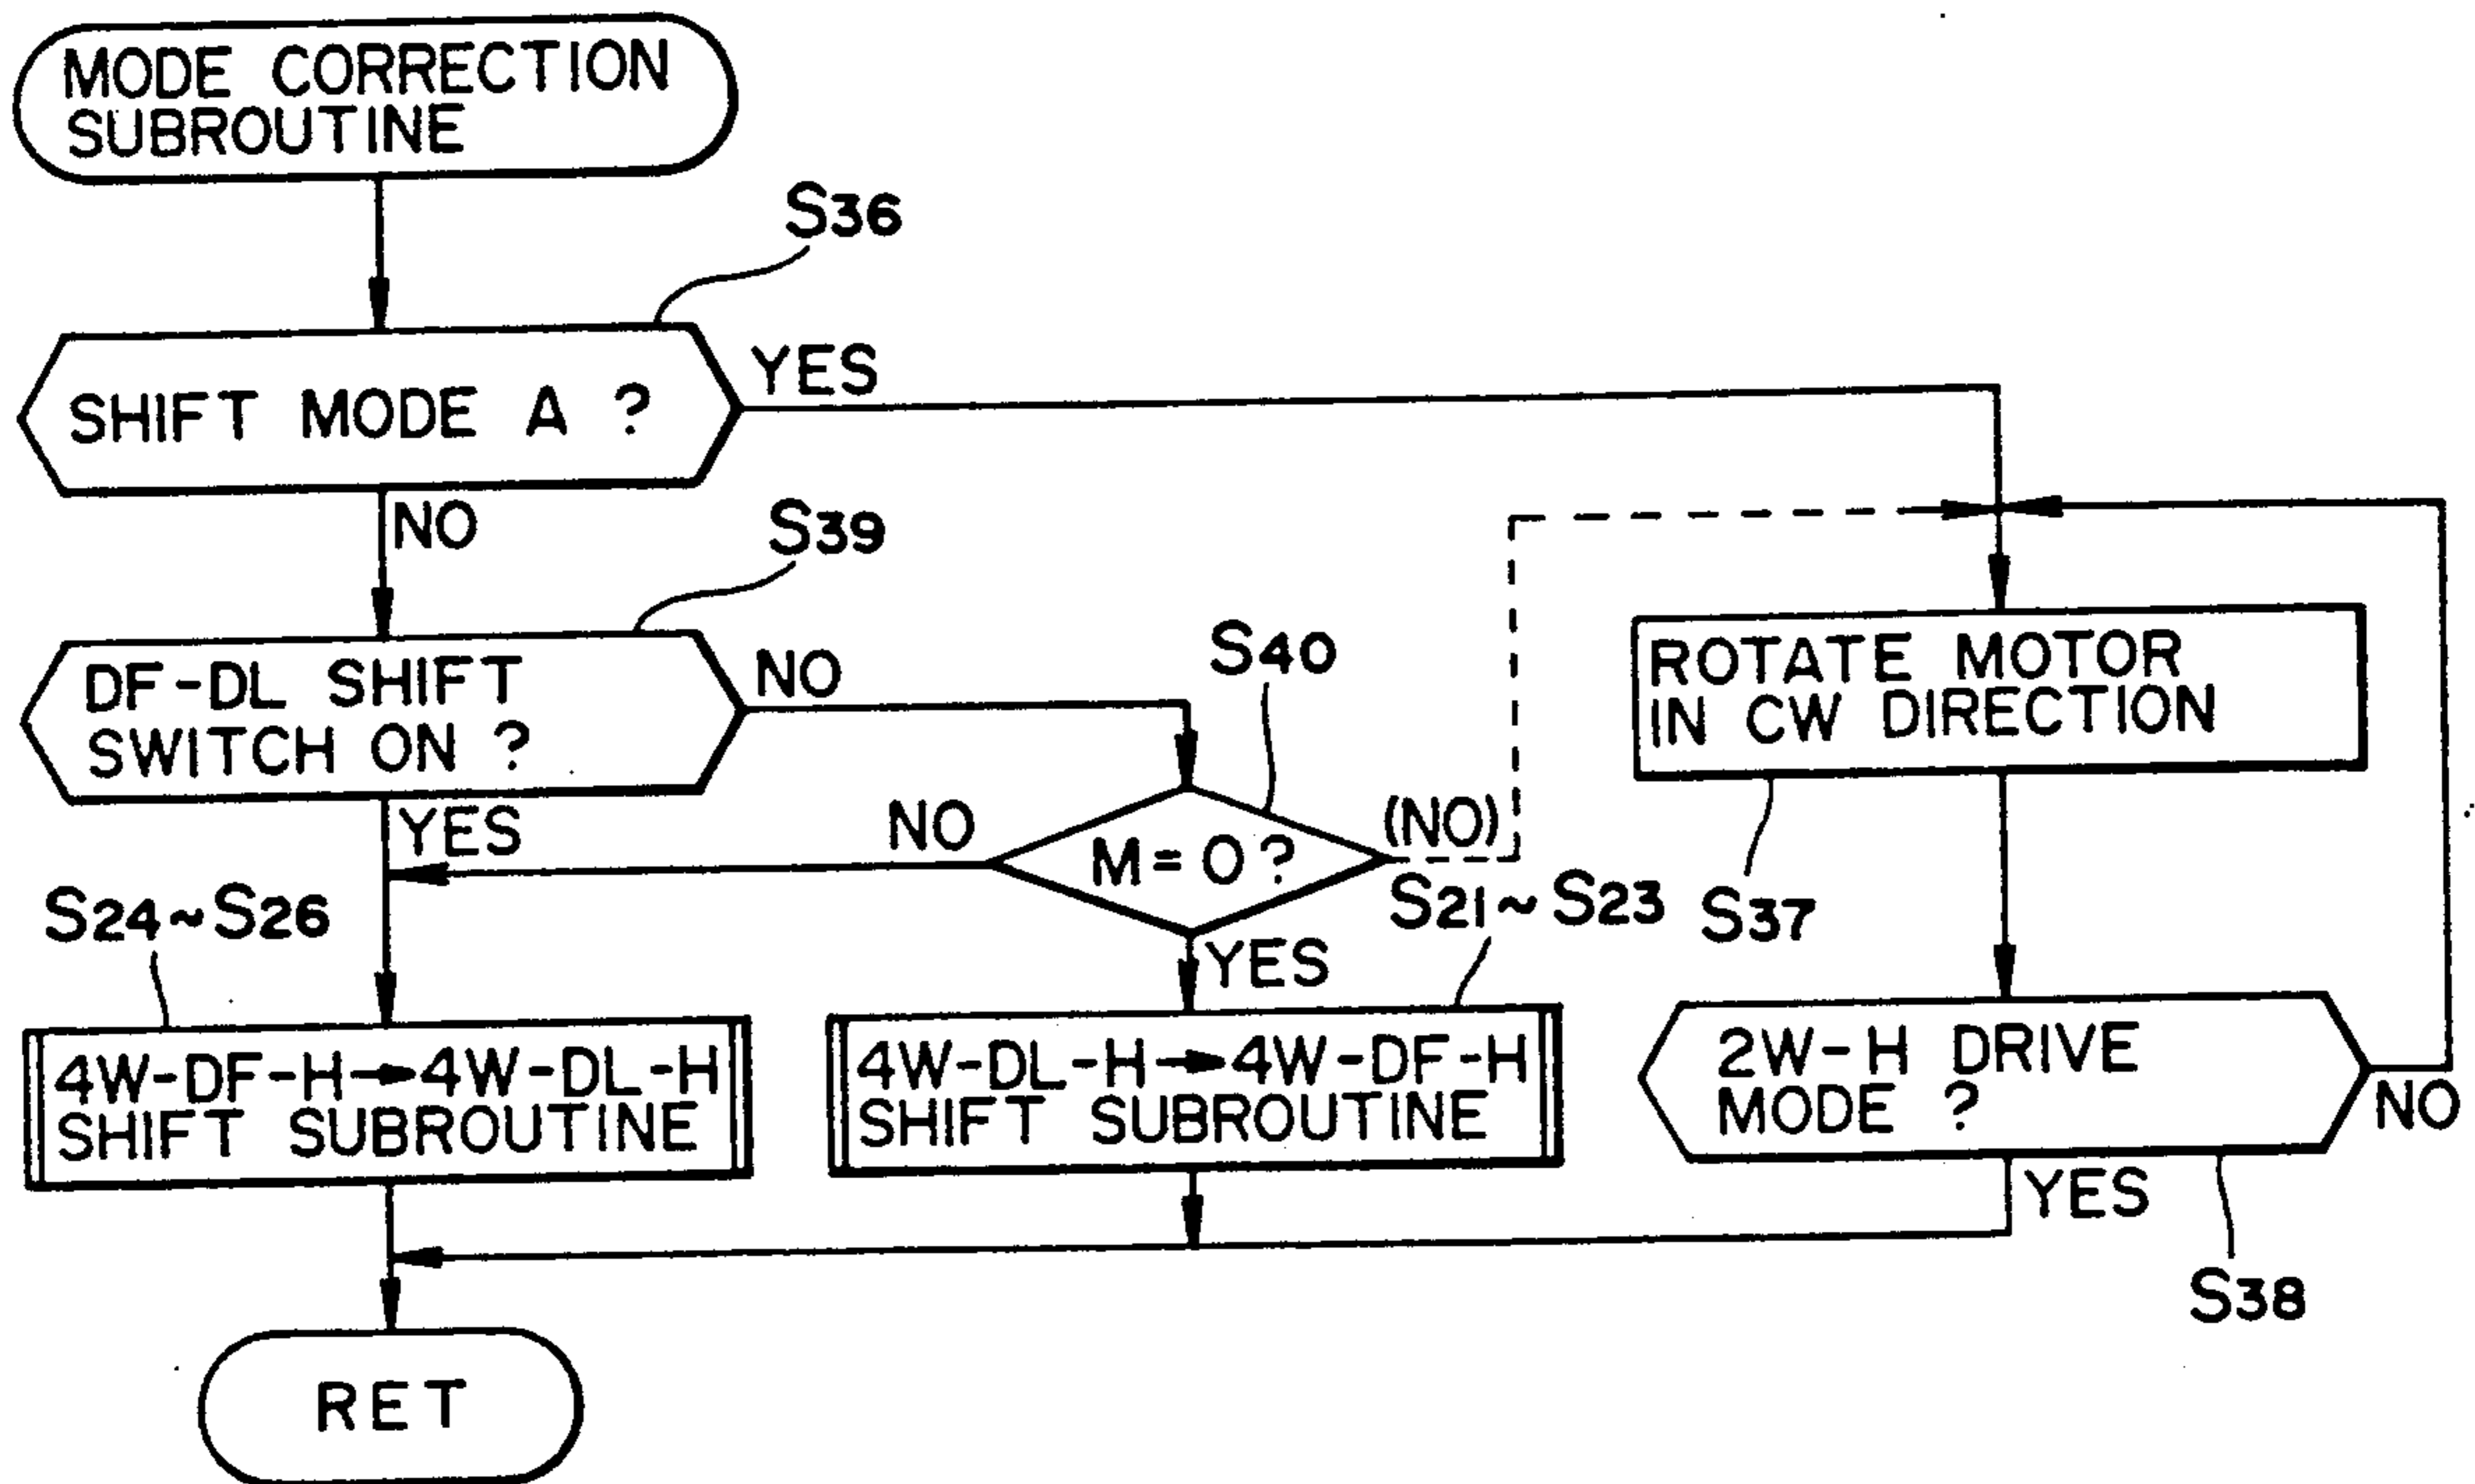 MODE CORRECTION
SUBROUTINE
S36
SHIFT MODE A ?
YES
NO
S39
DF-DL SHIFT
SWITCH ON ?
NO
YES
S40
M=0?
NO
(NO)
YES
ROTATE MOTOR
IN CW DIRECTION
S37
S24~S26
4W-DF-H→4W-DL-H
SHIFT SUBROUTINE
S21~S23
4W-DL-H→4W-DF-H
SHIFT SUBROUTINE
2W-H DRIVE
MODE ?
NO
YES
S38
RET